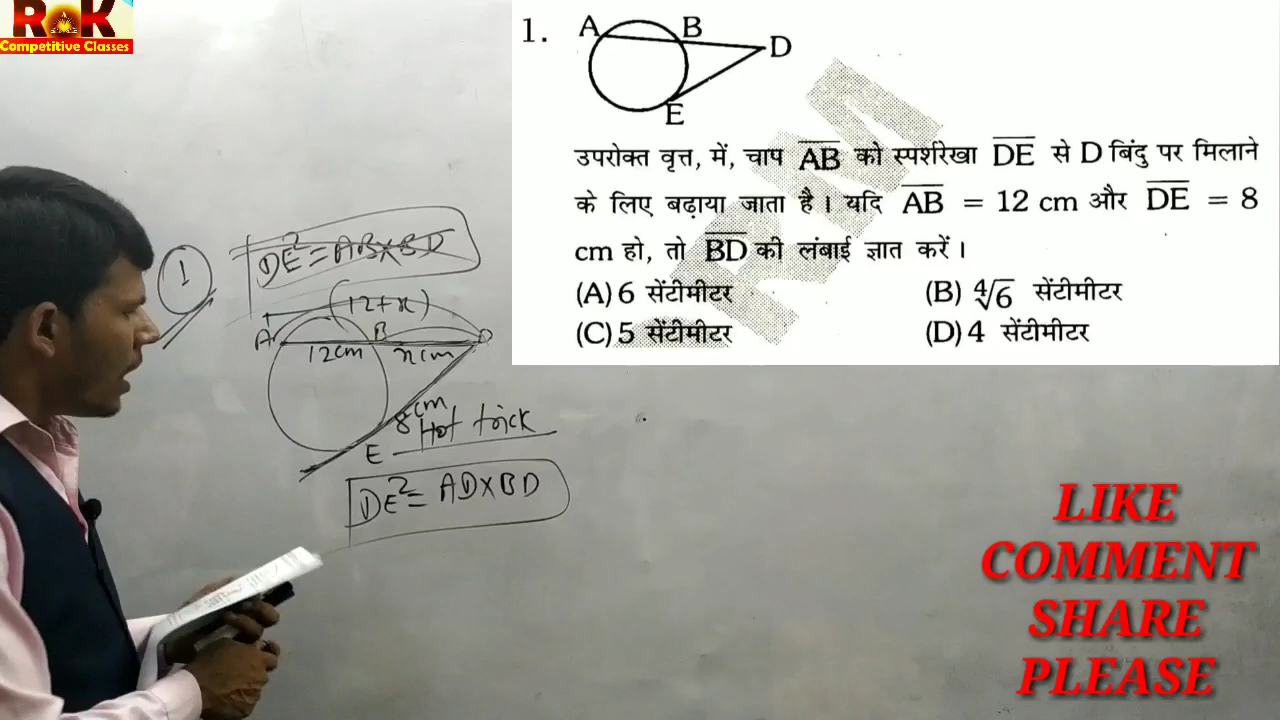 ROK
Competitive Classes
1.
A
B
D
E
उपरोक्त वृत्त, में, चाप AB को स्पर्शरेखा DE से D बिंदु पर मिलाने
के लिए बढ़ाया जाता है। यदि AB = 12 cm और DE = 8
cm हो, तो BD की लंबाई ज्ञात करें।
(A) 6 सेंटीमीटर
(B) ∜6 सेंटीमीटर
(C) 5 सेंटीमीटर
(D) 4 सेंटीमीटर
1
DE² = AB×BD
(12+x)
A
B
D
12cm
xcm
8cm
Hot trick
E
DE² = AD×BD
LIKE
COMMENT
SHARE
PLEASE